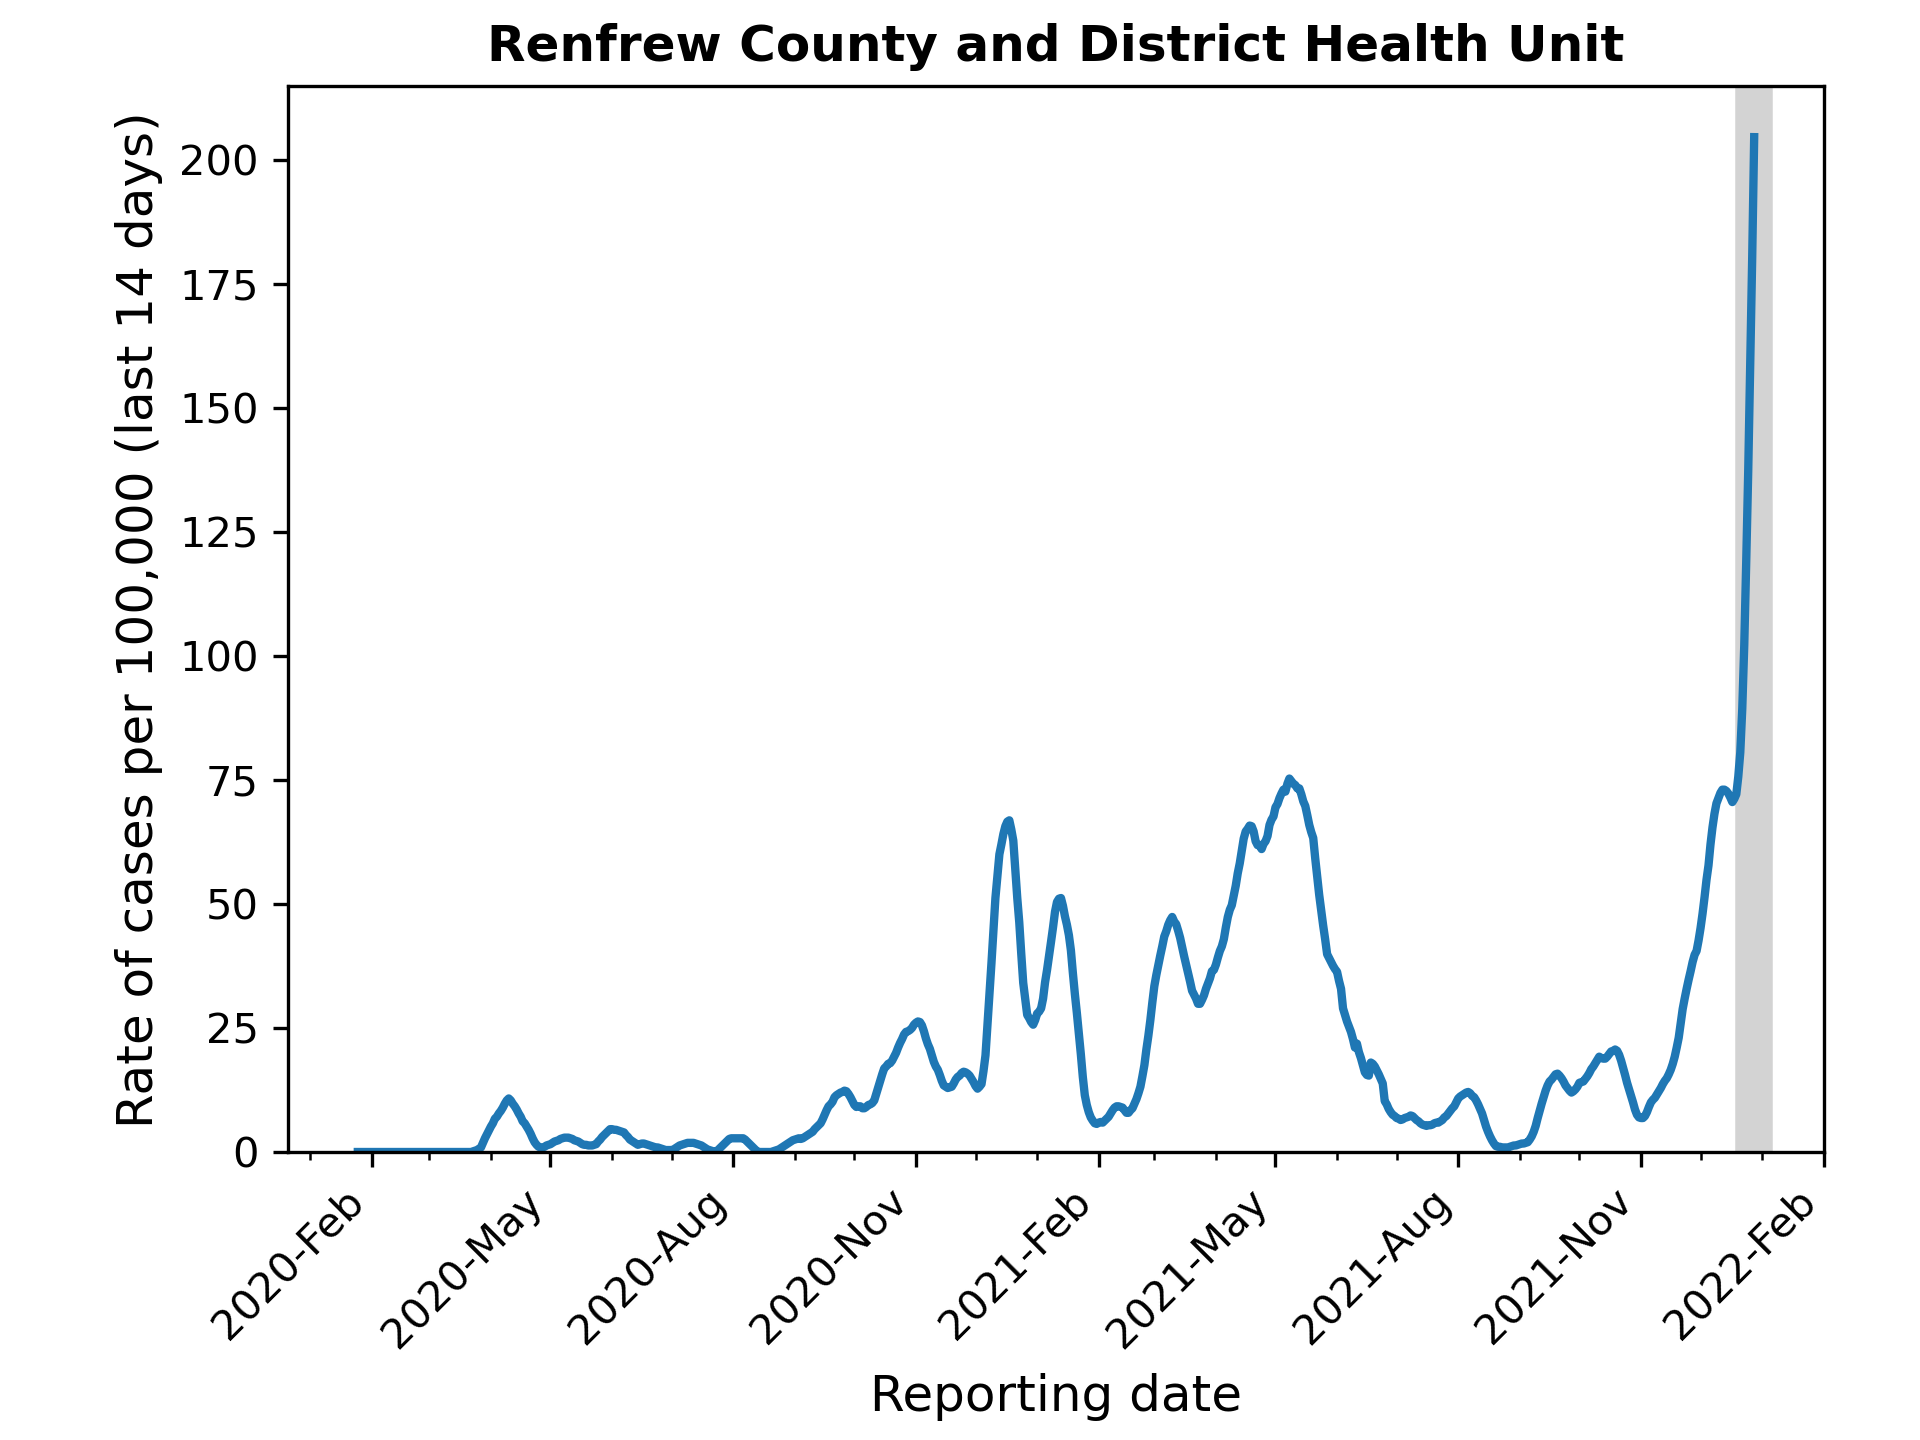 Renfrew County and District Health Unit
Rate of cases per 100,000 (last 14 days)
200
175
150
125
100
75
50
25
0
2020-Feb
2020-May
2020-Aug
2020-Nov
2021-Feb
2021-May
2021-Aug
2021-Nov
2022-Feb
Reporting date